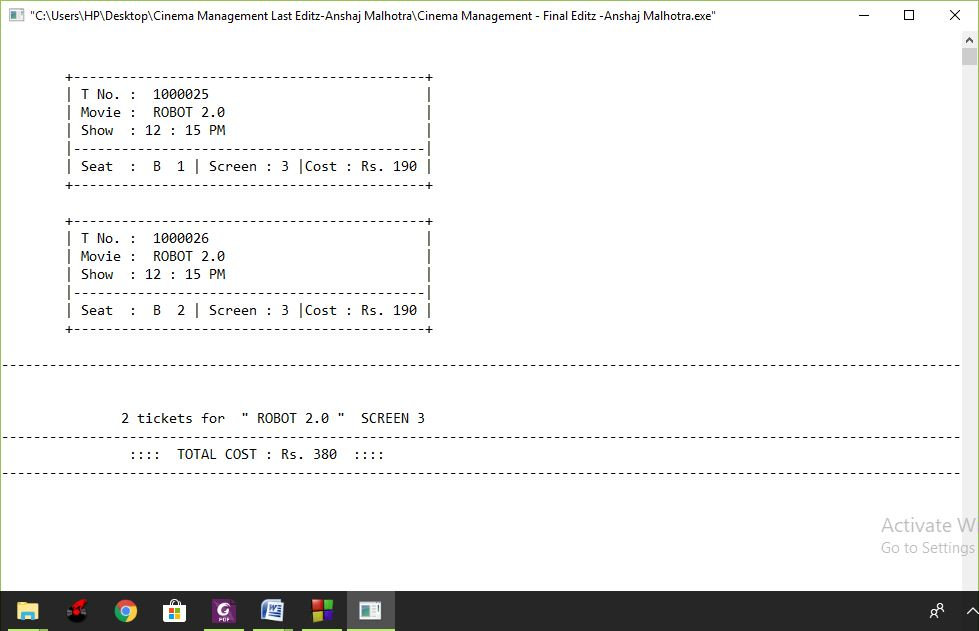 "C:\Users\HP\Desktop\Cinema Management Last Editz-Anshaj Malhotra\Cinema Management - Final Editz -Anshaj Malhotra.exe"
T No. : 1000025
Movie : ROBOT 2.0
Show : 12 : 15 PM
Seat : B 1 | Screen : 3 |Cost : Rs. 190
T No. : 1000026
Movie : ROBOT 2.0
Show : 12 : 15 PM
Seat : B 2 | Screen : 3 |Cost : Rs. 190
2 tickets for " ROBOT 2.0 " SCREEN 3
:::: TOTAL COST : Rs. 380 ::::
Activate W
Go to Settings
PDF